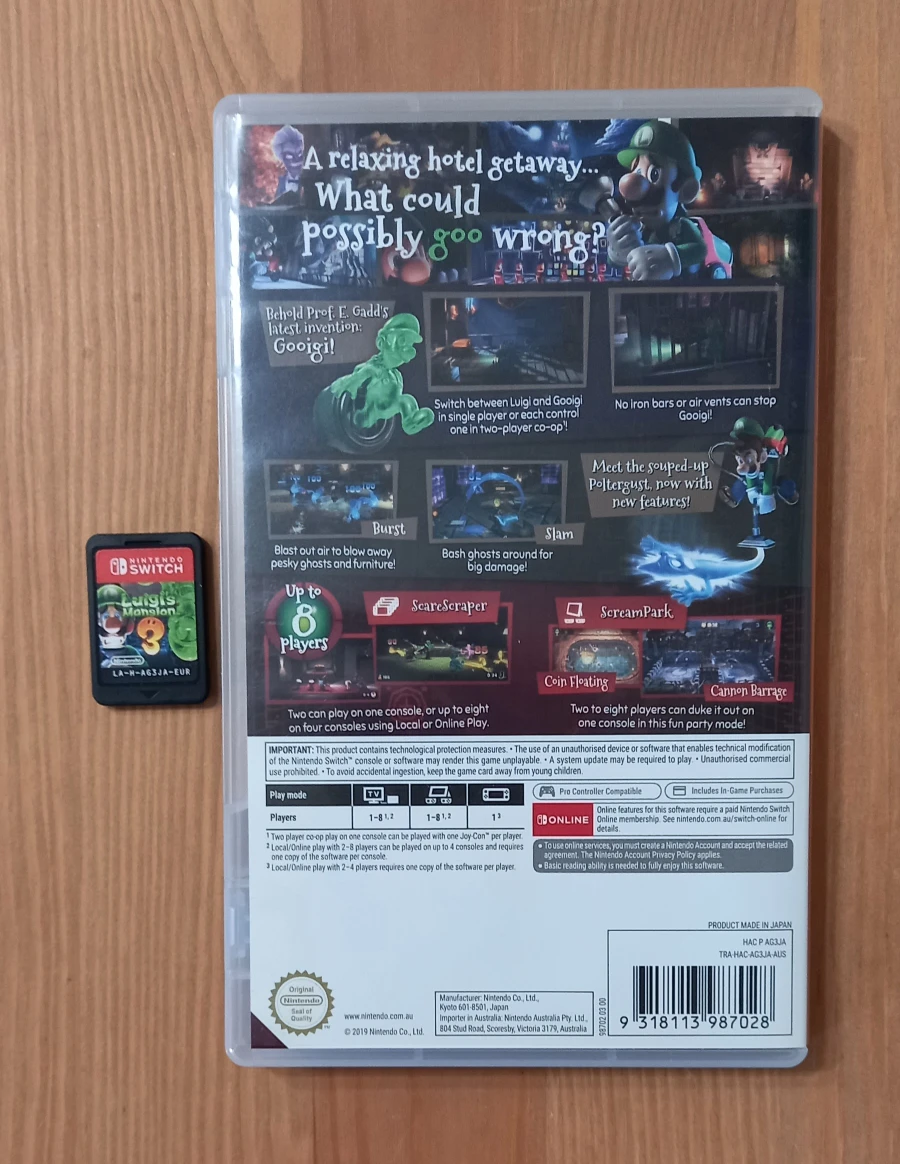 A relaxing hotel getaway...
What could
possibly goo wrong?
Behold Prof. E. Gadd's
latest invention:
Gooigi!
Switch between Luigi and Gooigi
in single player or each control
one in two-player co-op¹!
No iron bars or air vents can stop
Gooigi!
Burst
Blast out air to blow away
pesky ghosts and furniture!
Slam
Bash ghosts around for
big damage!
Meet the souped-up
Poltergust, now with
new features!
Up to
8
players
ScareScraper
Two can play on one console, or up to eight
on four consoles using Local or Online Play.
ScreamPark
Coin Floating
Cannon Barrage
Two to eight players can duke it out on
one console in this fun party mode!
NINTENDO
SWITCH
Luigi's
Mansion
3
Nintendo
LA-H-AG3JA-EUR
IMPORTANT: This product contains technological protection measures. • The use of an unauthorised device or software that enables technical modification
of the Nintendo Switch™ console or software may render this game unplayable. • A system update may be required to play. • Unauthorised commercial
use prohibited. • To avoid accidental ingestion, keep the game card away from young children.
Play mode
TV
Players 1-8¹,² 1-8¹,² 1³
¹ Two player co-op play on one console can be played with one Joy-Con™ per player.
² Local/Online play with 2-8 players can be played on up to 4 consoles and requires
one copy of the software per console.
³ Local/Online play with 2-4 players requires one copy of the software per player.
Pro Controller Compatible
Includes In-Game Purchases
ONLINE
Online features for this software require a paid Nintendo Switch
Online membership. See nintendo.com.au/switch-online for
details.
• To use online services, you must create a Nintendo Account and accept the related
agreement. The Nintendo Account Privacy Policy applies.
• Basic reading ability is needed to fully enjoy this software.
PRODUCT MADE IN JAPAN
HAC P AG3JA
TRA-HAC-AG3JA-AUS
9 318113 987028
98702 03 00
Original
Nintendo
Seal of
Quality
™
www.nintendo.com.au
© 2019 Nintendo Co., Ltd.
Manufacturer: Nintendo Co., Ltd.,
Kyoto 601-8501, Japan
Importer in Australia: Nintendo Australia Pty. Ltd.,
804 Stud Road, Scoresby, Victoria 3179, Australia